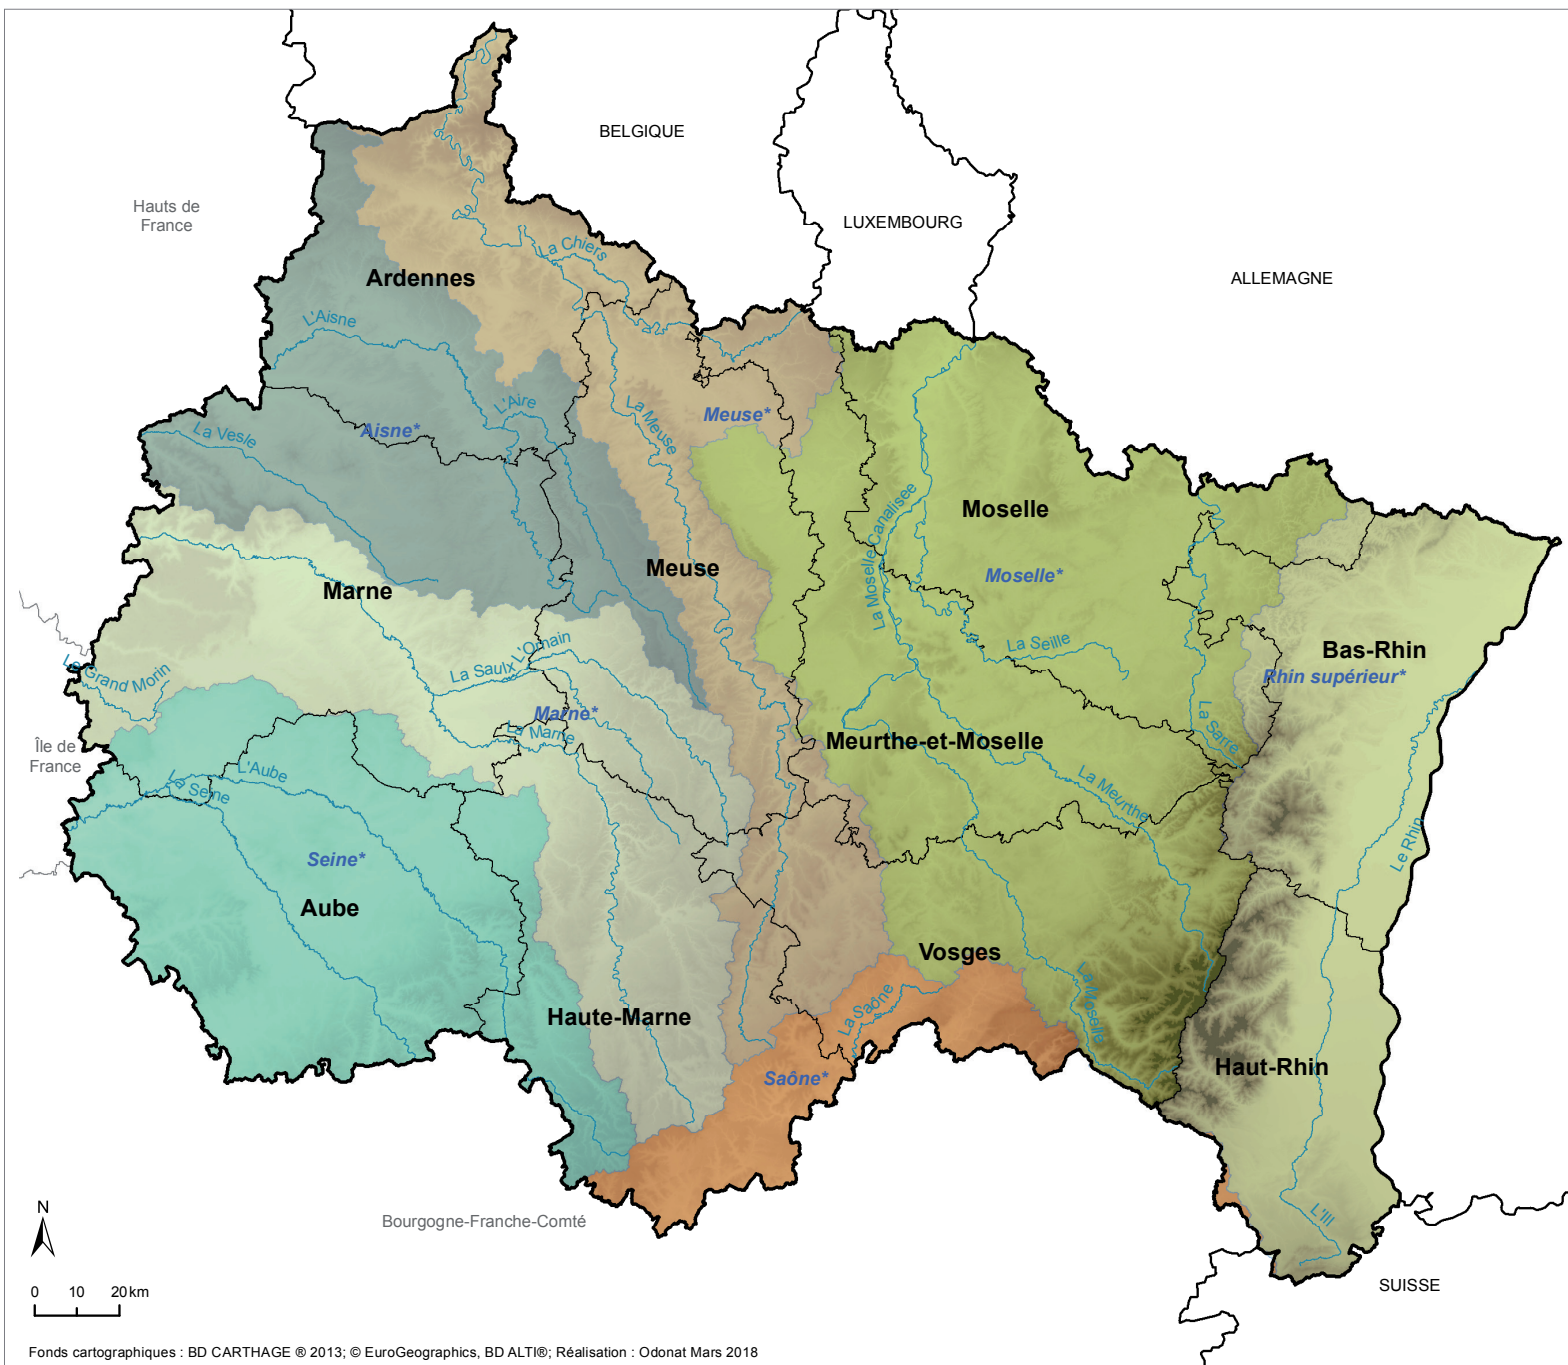 BELGIQUE
Hauts de
France
LUXEMBOURG
La Chiers
Ardennes
ALLEMAGNE
L'Aisne
L'Aire
La Meuse
Meuse*
Aisne*
La Vesle
La Moselle Canalisée
Moselle
Meuse
Moselle*
Marne
L'Ornain
La Saulx
La Seille
Bas-Rhin
Rhin supérieur*
Le Grand Morin
Marne*
La Marne
La Sarre
Meurthe-et-Moselle
Île de
France
L'Aube
La Seine
La Meurthe
Le Rhin
Seine*
Aube
Vosges
La Saône
La Moselle
Haute-Marne
Haut-Rhin
Saône*
L'Ill
Bourgogne-Franche-Comté
SUISSE
N
0 10 20 km
Fonds cartographiques : BD CARTHAGE ® 2013; © EuroGeographics, BD ALTI®; Réalisation : Odonat Mars 2018